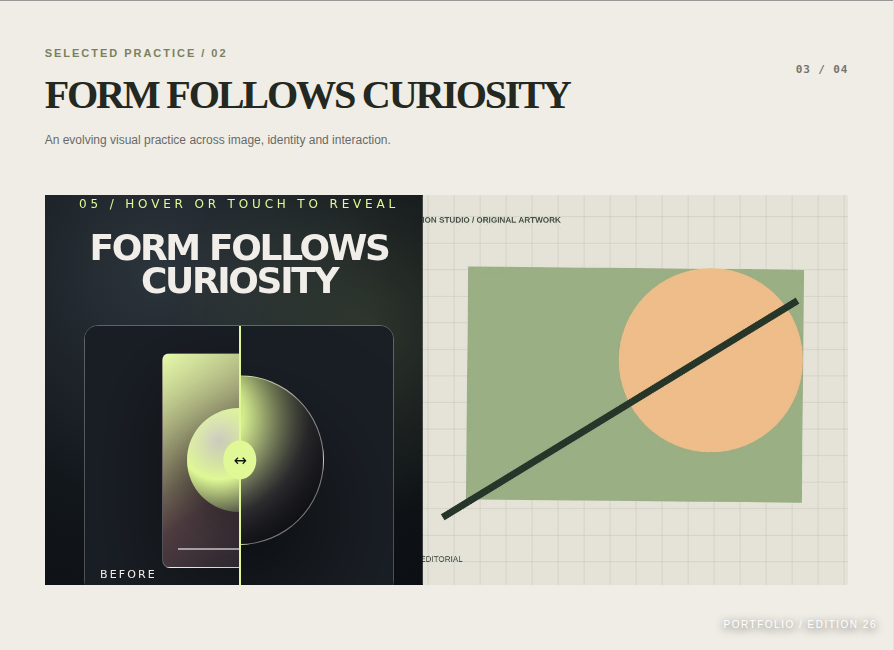 SELECTED PRACTICE / 02
03 / 04
FORM FOLLOWS CURIOSITY
An evolving visual practice across image, identity and interaction.
05 / HOVER OR TOUCH TO REVEAL
FORM FOLLOWS
CURIOSITY
BEFORE
ION STUDIO / ORIGINAL ARTWORK
EDITORIAL
PORTFOLIO / EDITION 26